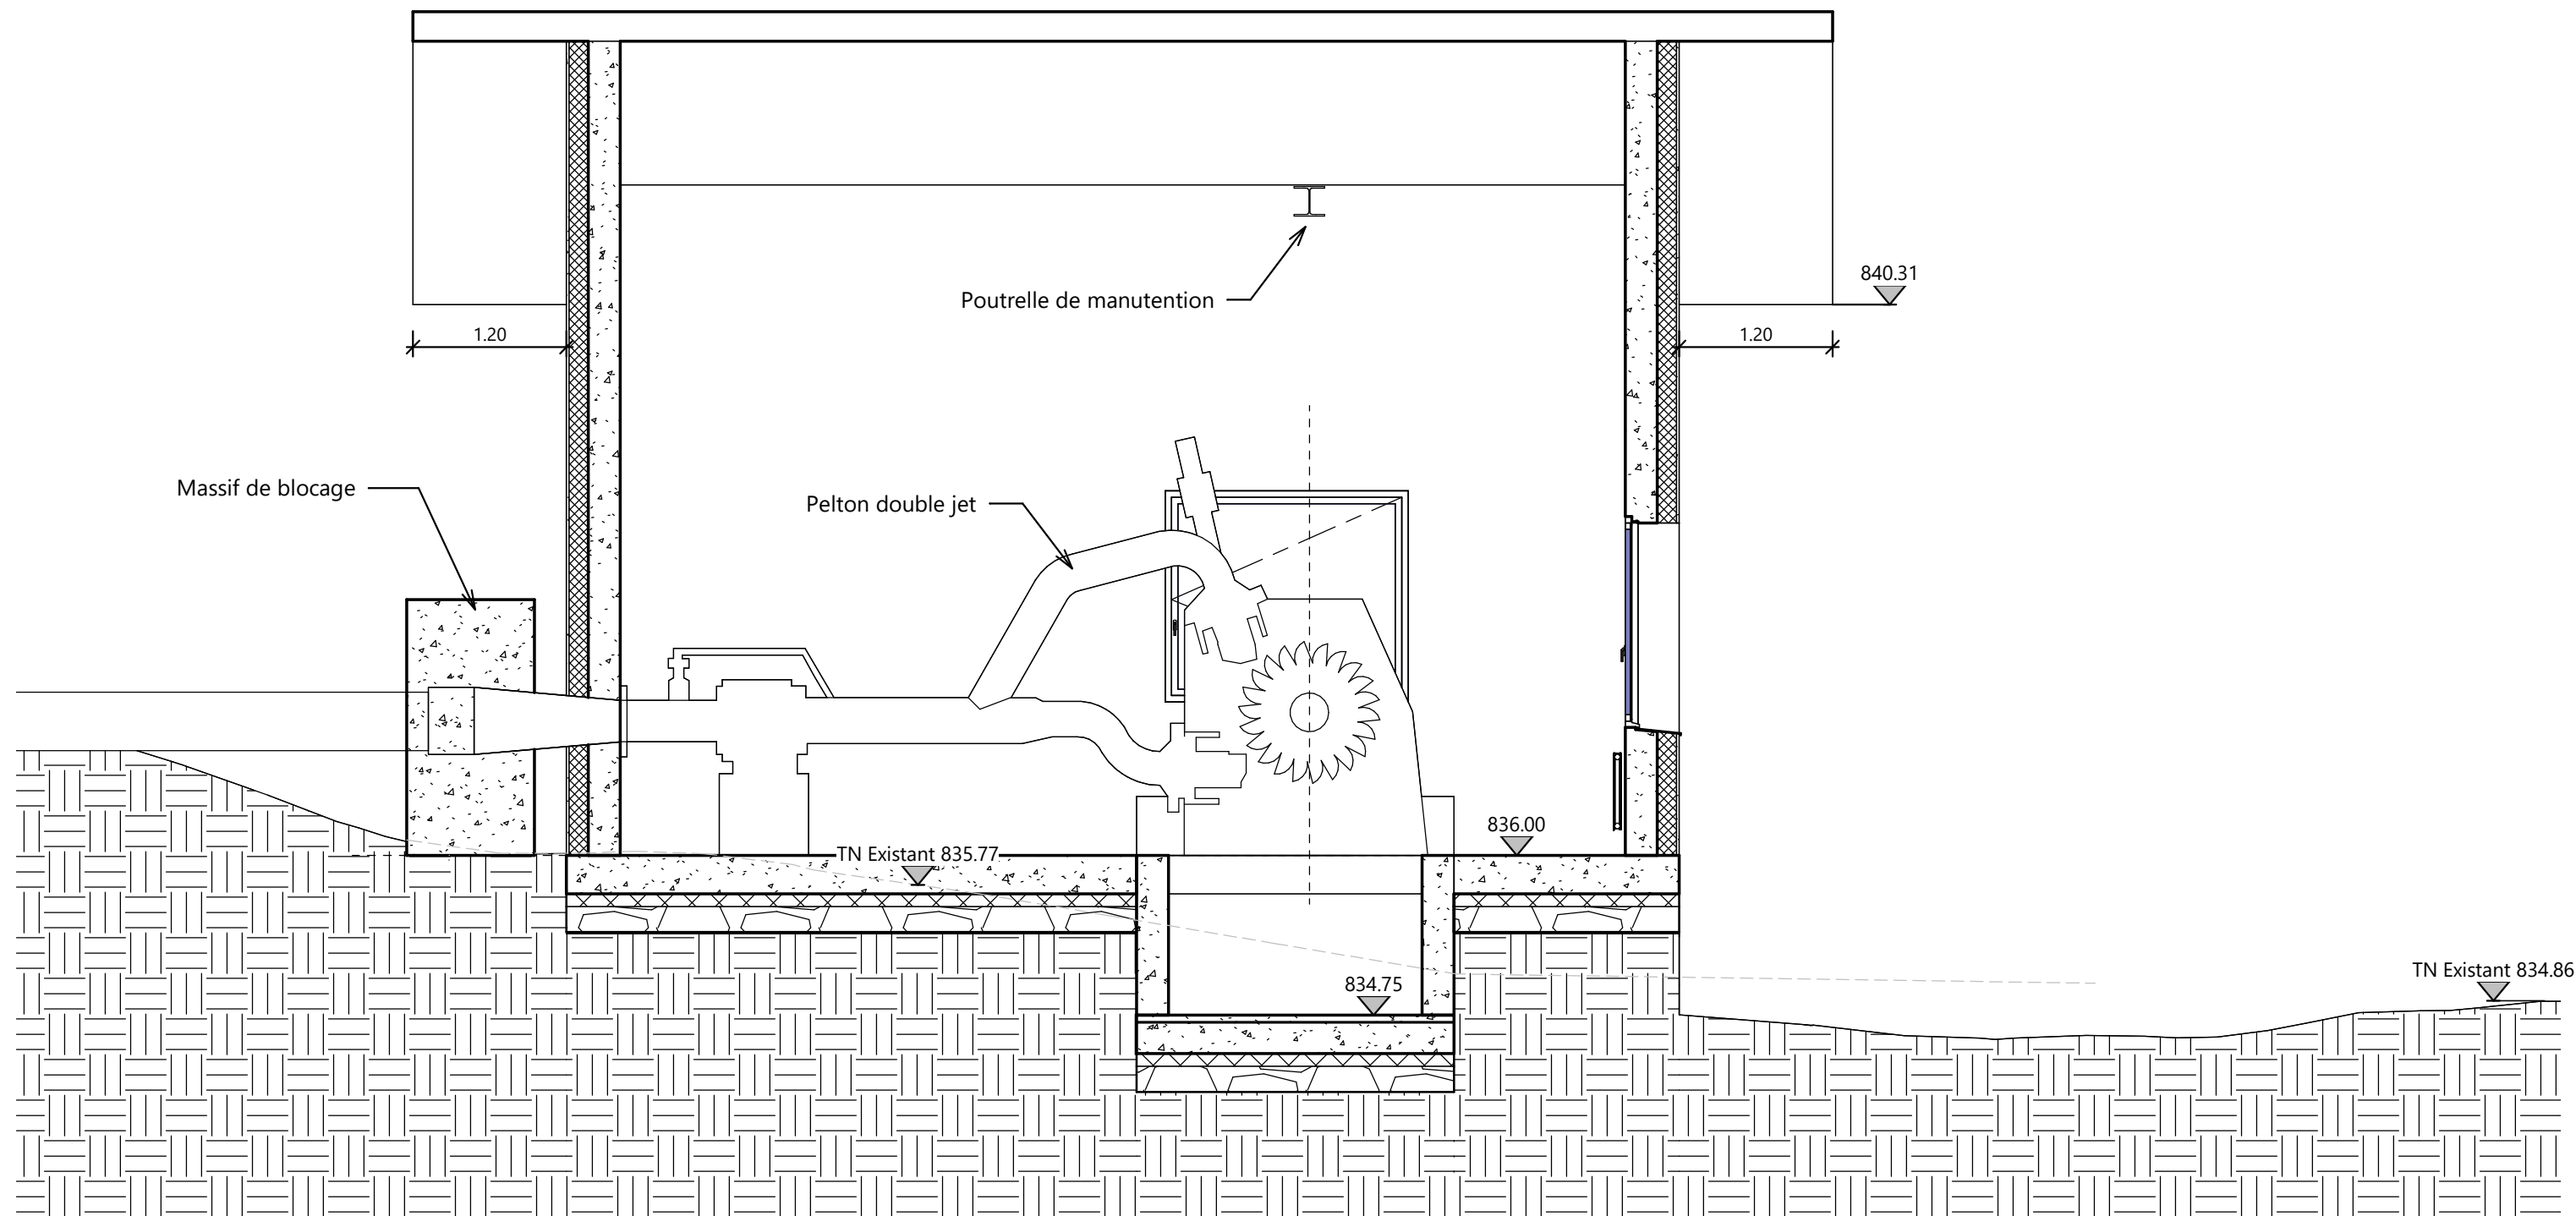 840.31
Poutrelle de manutention
1.20
1.20
Massif de blocage
Pelton double jet
836.00
TN Existant 835.77
TN Existant 834.86
834.75